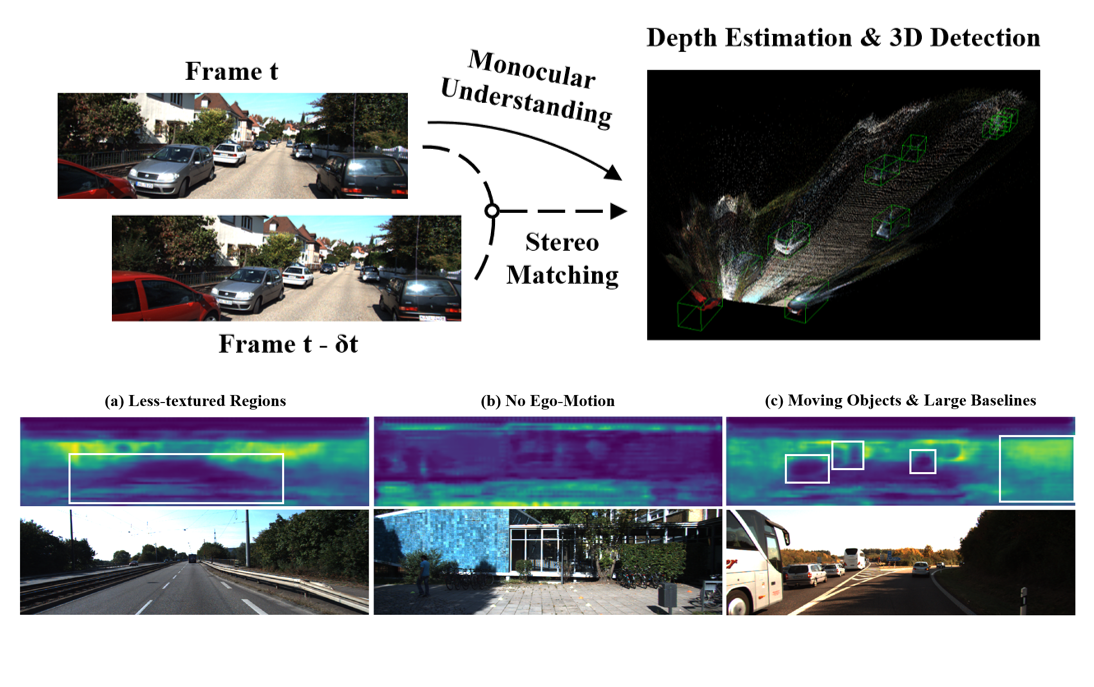 Depth Estimation & 3D Detection
Frame t
Monocular
Understanding
Stereo
Matching
Frame t - δt
(a) Less-textured Regions
(b) No Ego-Motion
(c) Moving Objects & Large Baselines